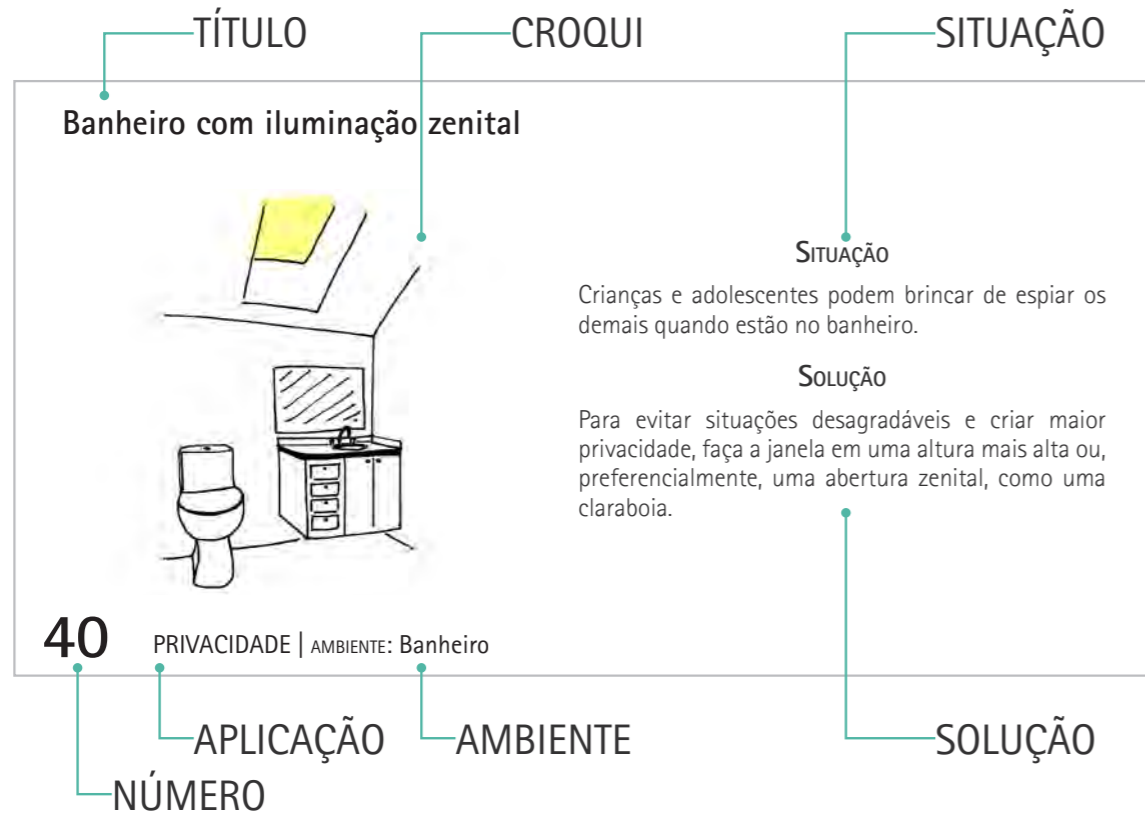 TÍTULO
CROQUI
SITUAÇÃO
Banheiro com iluminação zenital
Situação
Crianças e adolescentes podem brincar de espiar os
demais quando estão no banheiro.
Solução
Para evitar situações desagradáveis e criar maior
privacidade, faça a janela em uma altura mais alta ou,
preferencialmente, uma abertura zenital, como uma
claraboia.
40
PRIVACIDADE | AMBIENTE: Banheiro
APLICAÇÃO
AMBIENTE
SOLUÇÃO
NÚMERO